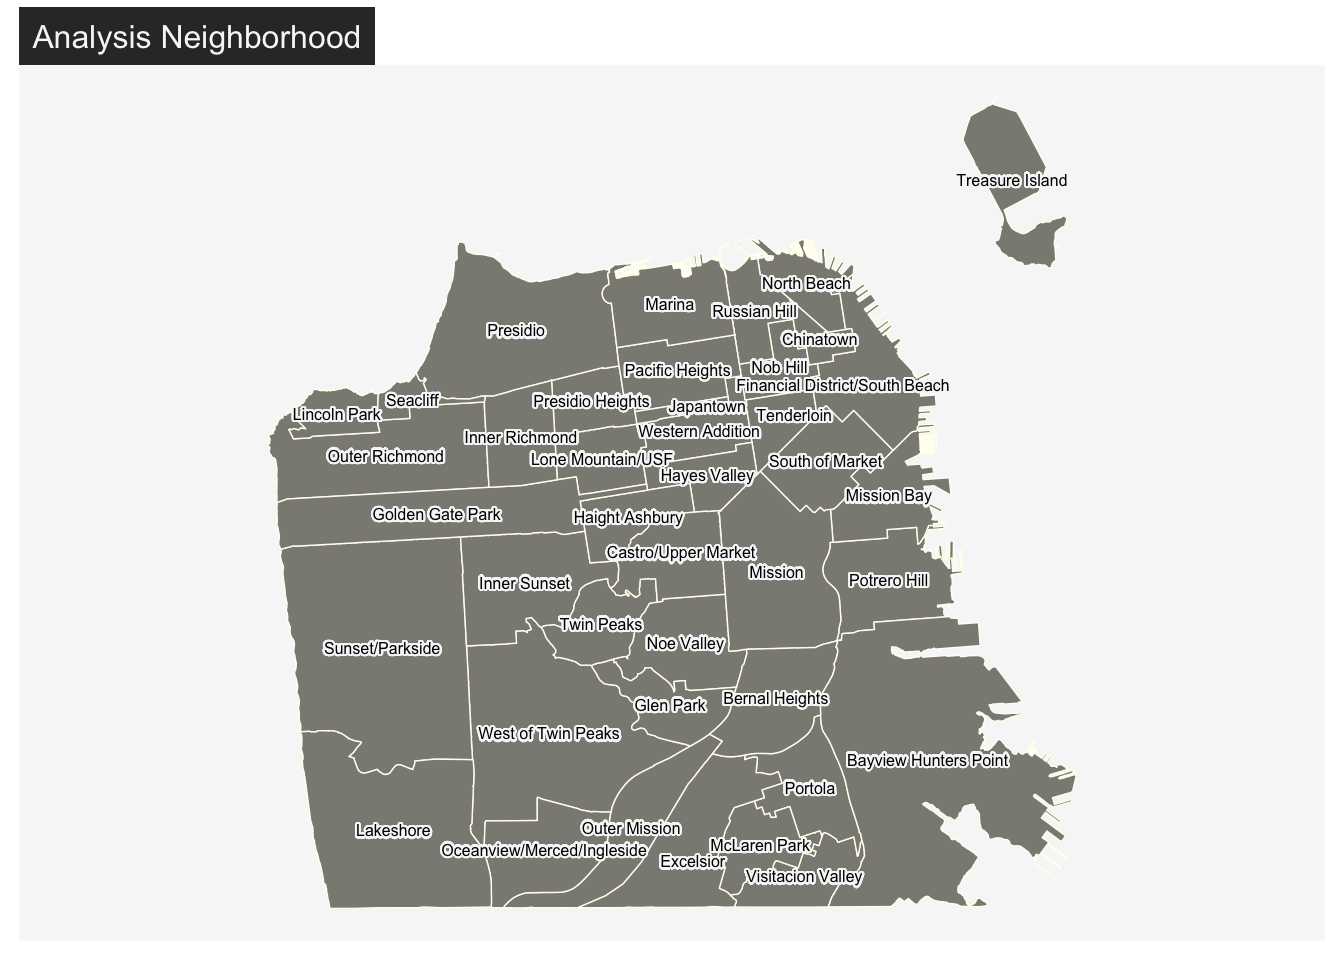 Analysis Neighborhood
Treasure Island
North Beach
Marina
Russian Hill
Presidio
Chinatown
Nob Hill
Pacific Heights
Financial District/South Beach
Seacliff
Presidio Heights
Japantown
Lincoln Park
Tenderloin
Western Addition
Inner Richmond
Outer Richmond
Lone Mountain/USF
South of Market
Hayes Valley
Mission Bay
Golden Gate Park
Haight Ashbury
Castro/Upper Market
Mission
Potrero Hill
Inner Sunset
Twin Peaks
Noe Valley
Sunset/Parkside
Bernal Heights
Glen Park
West of Twin Peaks
Bayview Hunters Point
Portola
Outer Mission
Lakeshore
McLaren Park
Oceanview/Merced/Ingleside
Excelsior
Visitacion Valley